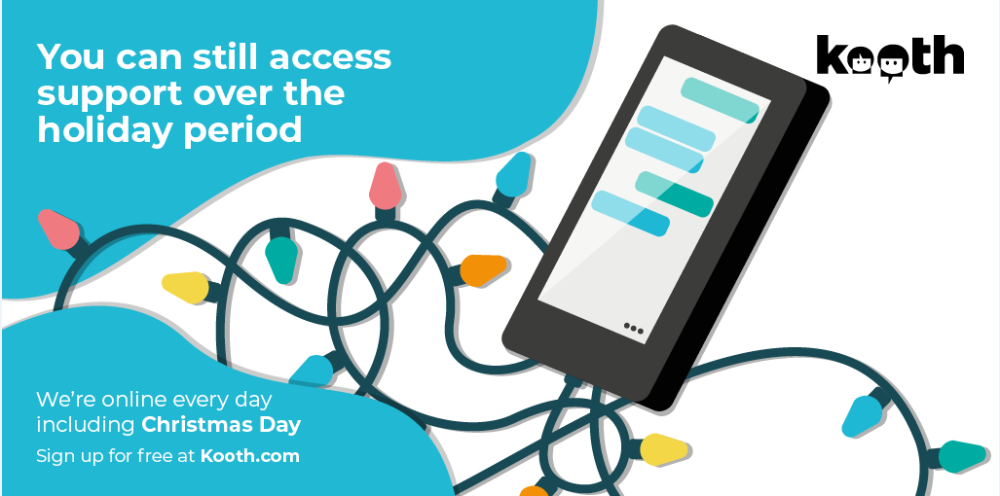 You can still access
support over the
holiday period
kooth
We're online every day
including Christmas Day
Sign up for free at Kooth.com